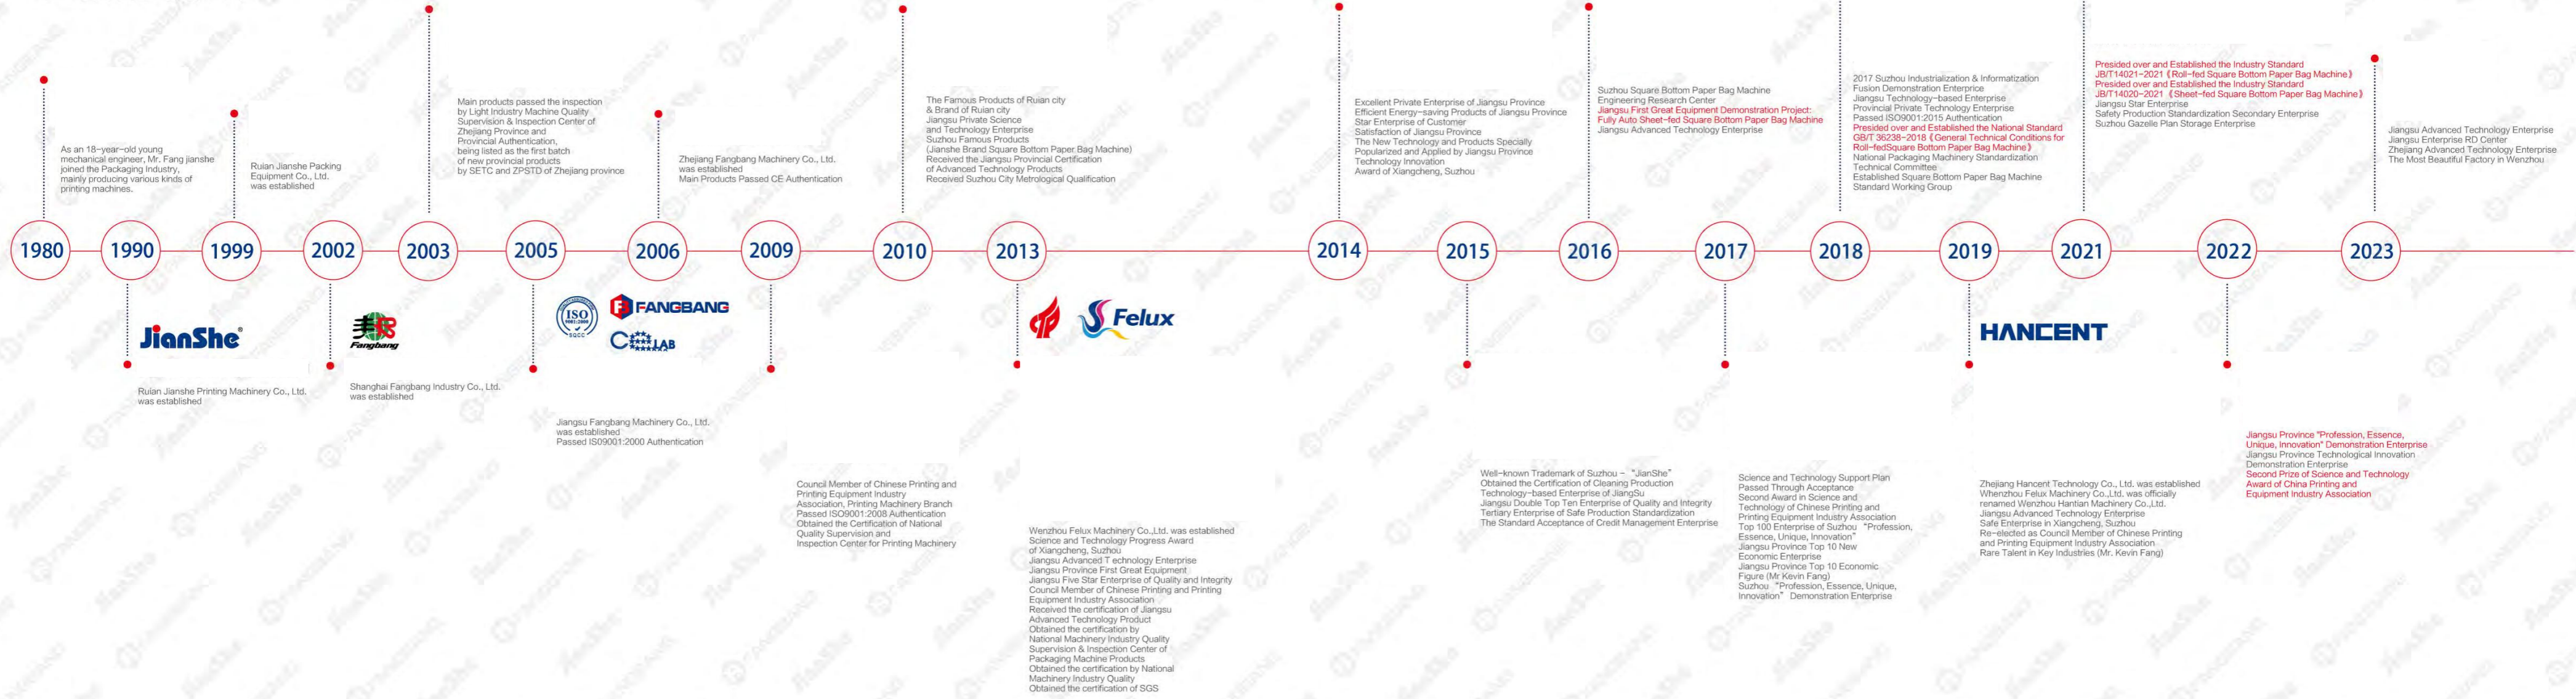 1980
As an 18-year-old young
mechanical engineer, Mr. Fang jianshe
joined the Packaging Industry,
mainly producing various kinds of
printing machines.
1990
JianShe®
Ruian Jianshe Printing Machinery Co., Ltd.
was established
1999
Ruian Jianshe Packing
Equipment Co., Ltd.
was established
2002
Fangbang
Shanghai Fangbang Industry Co., Ltd.
was established
2003
Main products passed the inspection
by Light Industry Machine Quality
Supervision & Inspection Center of
Zhejiang Province and
Provincial Authentication,
being listed as the first batch
of new provincial products
by SETC and ZPSTD of Zhejiang province
2005
ISO
9001:2000
SQCC
FANGBANG
LAB
Jiangsu Fangbang Machinery Co., Ltd.
was established
Passed IS09001:2000 Authentication
2006
Zhejiang Fangbang Machinery Co., Ltd.
was established
Main Products Passed CE Authentication
2009
Council Member of Chinese Printing and
Printing Equipment Industry
Association, Printing Machinery Branch
Passed ISO9001:2008 Authentication
Obtained the Certification of National
Quality Supervision and
Inspection Center for Printing Machinery
2010
The Famous Products of Ruian city
& Brand of Ruian city
Jiangsu Private Science
and Technology Enterprise
Suzhou Famous Products
(Jianshe Brand Square Bottom Paper Bag Machine)
Received the Jiangsu Provincial Certification
of Advanced Technology Products
Received Suzhou City Metrological Qualification
2013
Felux
Wenzhou Felux Machinery Co.,Ltd. was established
Science and Technology Progress Award
of Xiangcheng, Suzhou
Jiangsu Advanced T echnology Enterprise
Jiangsu Province First Great Equipment
Jiangsu Five Star Enterprise of Quality and Integrity
Council Member of Chinese Printing and Printing
Equipment Industry Association
Received the certification of Jiangsu
Advanced Technology Product
Obtained the certification by
National Machinery Industry Quality
Supervision & Inspection Center of
Packaging Machine Products
Obtained the certification by National
Machinery Industry Quality
Obtained the certification of SGS
2014
Excellent Private Enterprise of Jiangsu Province
Efficient Energy-saving Products of Jiangsu Province
Star Enterprise of Customer
Satisfaction of Jiangsu Province
The New Technology and Products Specially
Popularized and Applied by Jiangsu Province
Technology Innovation
Award of Xiangcheng, Suzhou
2015
Well-known Trademark of Suzhou - “JianShe”
Obtained the Certification of Cleaning Production
Technology-based Enterprise of JiangSu
Jiangsu Double Top Ten Enterprise of Quality and Integrity
Tertiary Enterprise of Safe Production Standardization
The Standard Acceptance of Credit Management Enterprise
2016
Suzhou Square Bottom Paper Bag Machine
Engineering Research Center
Jiangsu First Great Equipment Demonstration Project:
Fully Auto Sheet-fed Square Bottom Paper Bag Machine
Jiangsu Advanced Technology Enterprise
2017
Science and Technology Support Plan
Passed Through Acceptance
Second Award in Science and
Technology of Chinese Printing and
Printing Equipment Industry Association
Top 100 Enterprise of Suzhou “Profession,
Essence, Unique, Innovation”
Jiangsu Province Top 10 New
Economic Enterprise
Jiangsu Province Top 10 Economic
Figure (Mr Kevin Fang)
Suzhou “Profession, Essence, Unique,
Innovation” Demonstration Enterprise
2018
2017 Suzhou Industrialization & Informatization
Fusion Demonstration Enterprice
Jiangsu Technology-based Enterprise
Provincial Private Technology Enterprise
Passed ISO9001:2015 Authentication
Presided over and Established the National Standard
GB/T 36238-2018《General Technical Conditions for
Roll-fedSquare Bottom Paper Bag Machine》
National Packaging Machinery Standardization
Technical Committee
Established Square Bottom Paper Bag Machine
Standard Working Group
2019
HANCENT
Zhejiang Hancent Technology Co., Ltd. was established
Whenzhou Felux Machinery Co.,Ltd. was officially
renamed Wenzhou Hantian Machinery Co.,Ltd.
Jiangsu Advanced Technology Enterprise
Safe Enterprise in Xiangcheng, Suzhou
Re-elected as Council Member of Chinese Printing
and Printing Equipment Industry Association
Rare Talent in Key Industries (Mr. Kevin Fang)
2021
Presided over and Established the Industry Standard
JB/T14021-2021《Roll-fed Square Bottom Paper Bag Machine》
Presided over and Established the Industry Standard
JB/T14020-2021《Sheet-fed Square Bottom Paper Bag Machine》
Jiangsu Star Enterprise
Safety Production Standardization Secondary Enterprise
Suzhou Gazelle Plan Storage Enterprise
2022
Jiangsu Province "Profession, Essence,
Unique, Innovation" Demonstration Enterprise
Jiangsu Province Technological Innovation
Demonstration Enterprise
Second Prize of Science and Technology
Award of China Printing and
Equipment Industry Association
2023
Jiangsu Advanced Technology Enterprise
Jiangsu Enterprise RD Center
Zhejiang Advanced Technology Enterprise
The Most Beautiful Factory in Wenzhou